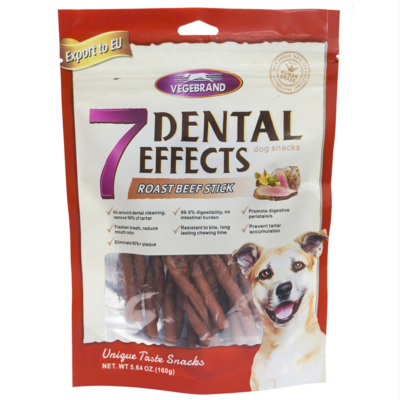 Export to EU
VEGEBRAND
HUMAN GRADE
7 DENTAL
EFFECTS
dog snacks
ROAST BEEF STICK
All-around dental cleaning, remove 99% of tartar
99.9% digestibility, no intestinal burden
Promote digestive peristalsis
Freshen breath, reduce mouth odor
Resistant to bite, long lasting chewing time
Prevent tartar accumulation
Eliminate 90%+ plaque
Unique Taste Snacks
NET. WT 5.64 OZ. (160g)